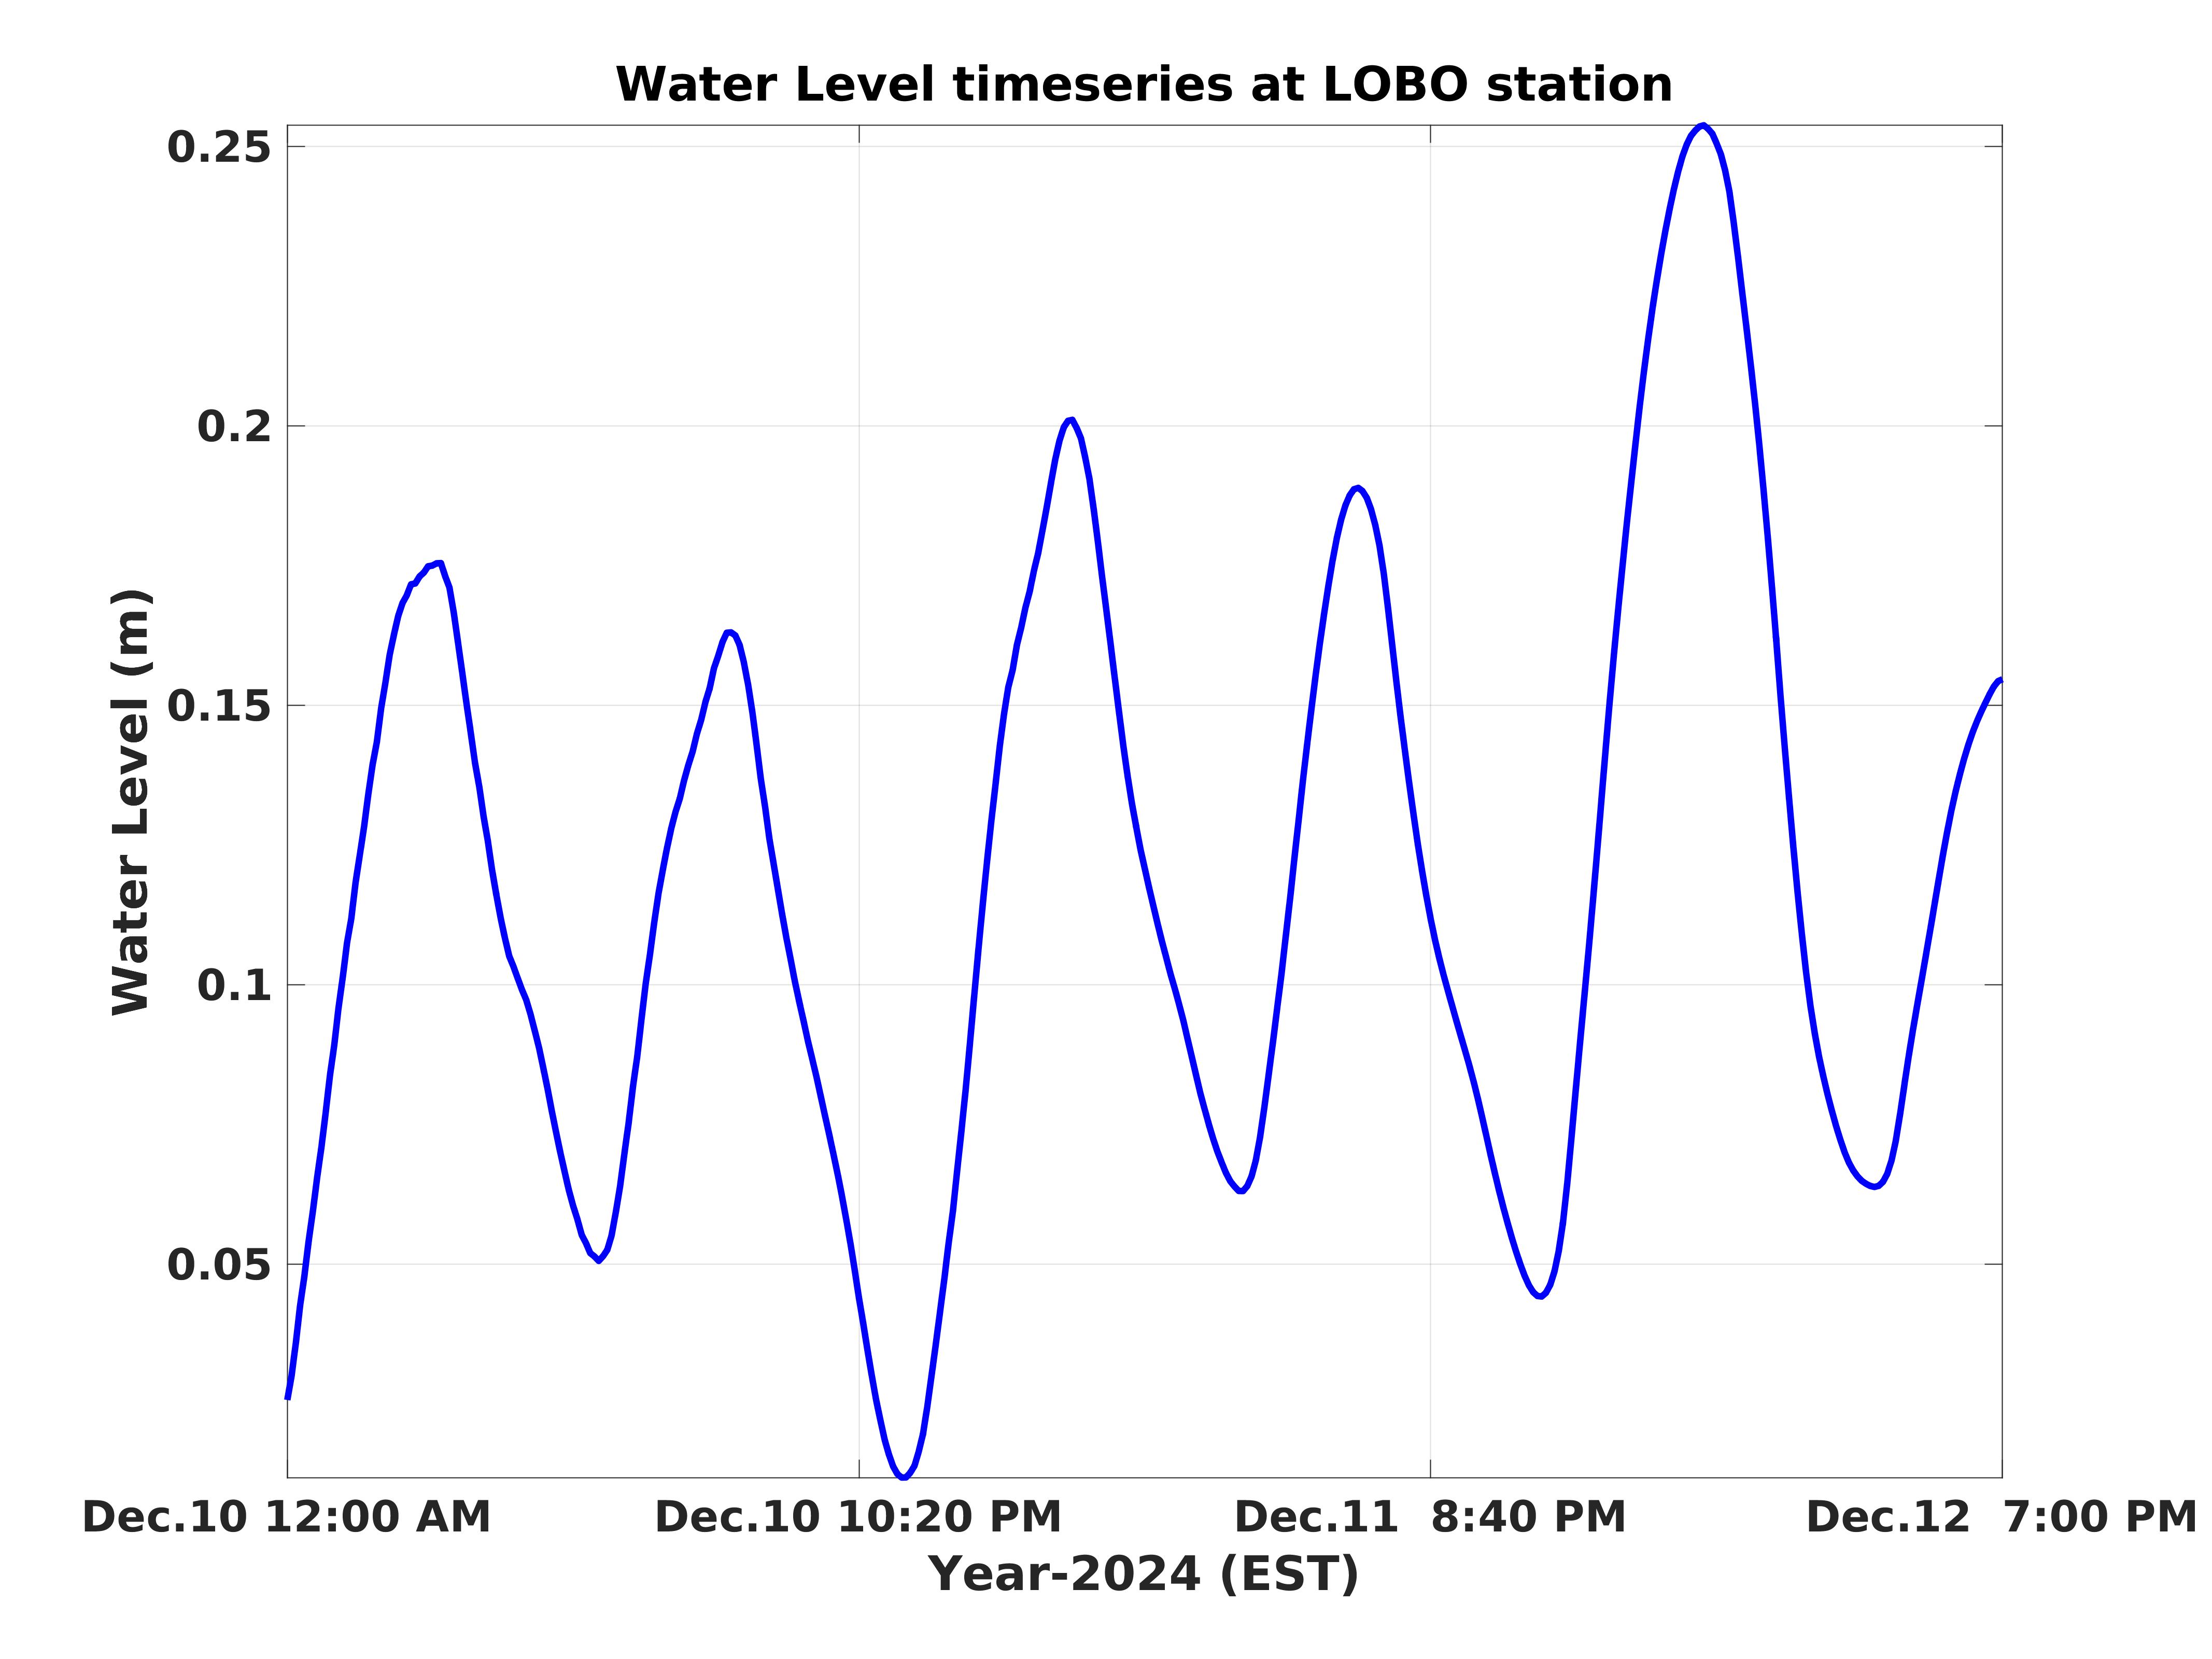 Water Level timeseries at LOBO station
0.25
0.2
0.15
0.1
0.05
Water Level (m)
Dec.10 12:00 AM
Dec.10 10:20 PM
Dec.11  8:40 PM
Dec.12  7:00 PM
Year-2024 (EST)